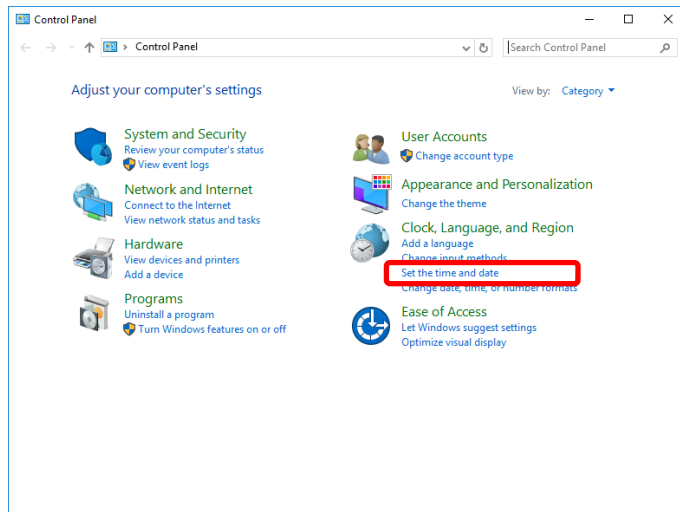 Control Panel
Control Panel
Search Control Panel
Adjust your computer's settings
View by: Category
System and Security
Review your computer's status
View event logs
Network and Internet
Connect to the Internet
View network status and tasks
Hardware
View devices and printers
Add a device
Programs
Uninstall a program
Turn Windows features on or off
User Accounts
Change account type
Appearance and Personalization
Change the theme
Clock, Language, and Region
Add a language
Change input methods
Set the time and date
Change date, time, or number formats
Ease of Access
Let Windows suggest settings
Optimize visual display